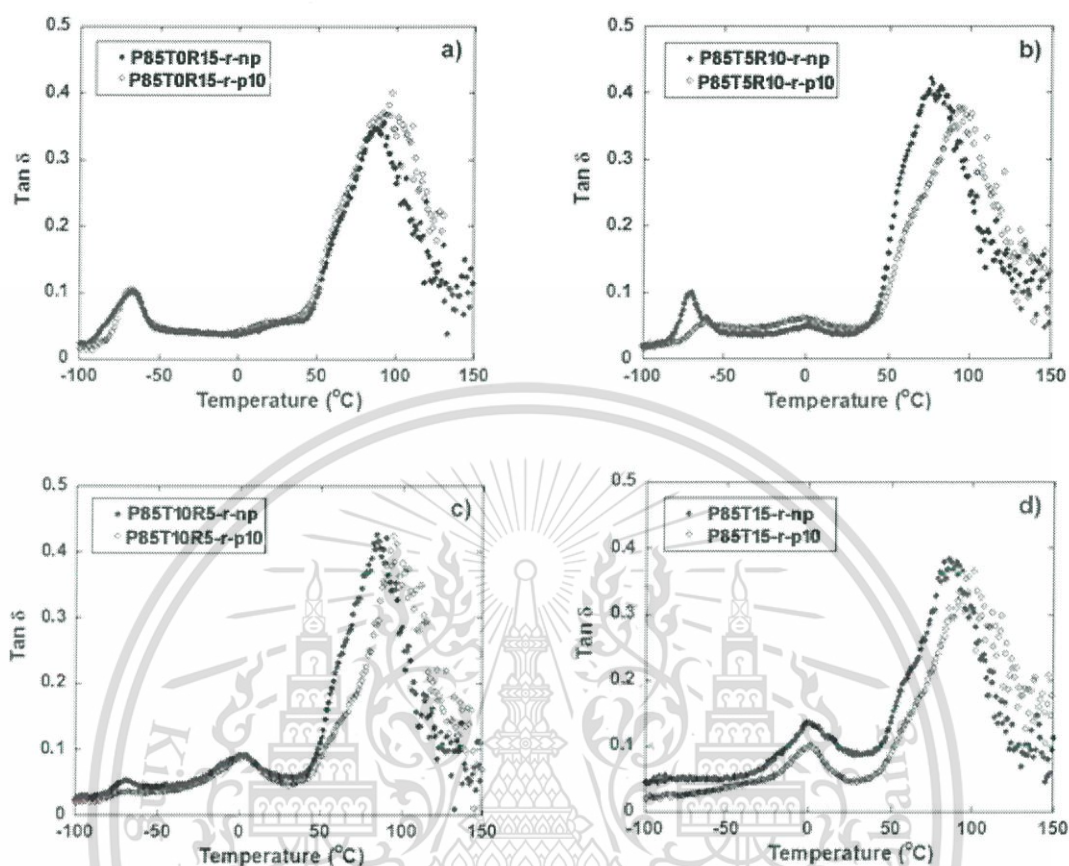 0.5
0.4
0.3
0.2
0.1
0
Tan δ
P85T0R15-r-np
P85T0R15-r-p10
a)
-100 -50 0 50 100 150
Temperature (°C)
0.5
0.4
0.3
0.2
0.1
0
Tan δ
P85T5R10-r-np
P85T5R10-r-p10
b)
-100 -50 0 50 100 150
Temperature (°C)
0.5
0.4
0.3
0.2
0.1
0
Tan δ
P85T10R5-r-np
P85T10R5-r-p10
c)
-100 -50 0 50 100 150
Temperature (°C)
0.5
0.4
0.3
0.2
0.1
0
Tan δ
P85T15-r-np
P85T15-r-p10
d)
-100 -50 0 50 100 150
Temperature (°C)
King